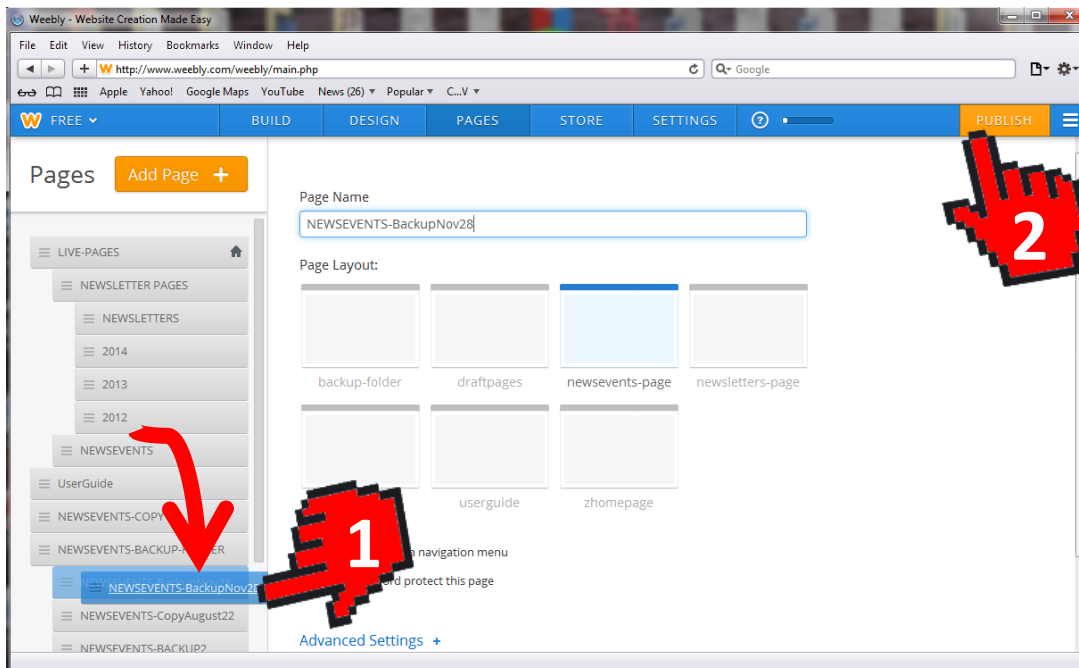 Weebly - Website Creation Made Easy
File Edit View History Bookmarks Window Help
http://www.weebly.com/weebly/main.php
Google
Apple Yahoo! Google Maps YouTube News (26) Popular C...V
FREE BUILD DESIGN PAGES STORE SETTINGS ? PUBLISH
Pages
Add Page +
LIVE-PAGES
NEWSLETTER PAGES
NEWSLETTERS
2014
2013
2012
NEWSEVENTS
UserGuide
NEWSEVENTS-COPY
NEWSEVENTS-BACKUP-
NEWSEVENTS-BackupNov28
NEWSEVENTS-CopyAugust22
NEWSEVENTS-BACKUP2
Page Name
NEWSEVENTS-BackupNov28
Page Layout:
backup-folder
draftpages
newsevents-page
newsletters-page
userguide
zhomepage
navigation menu
protect this page
Advanced Settings +
1
2